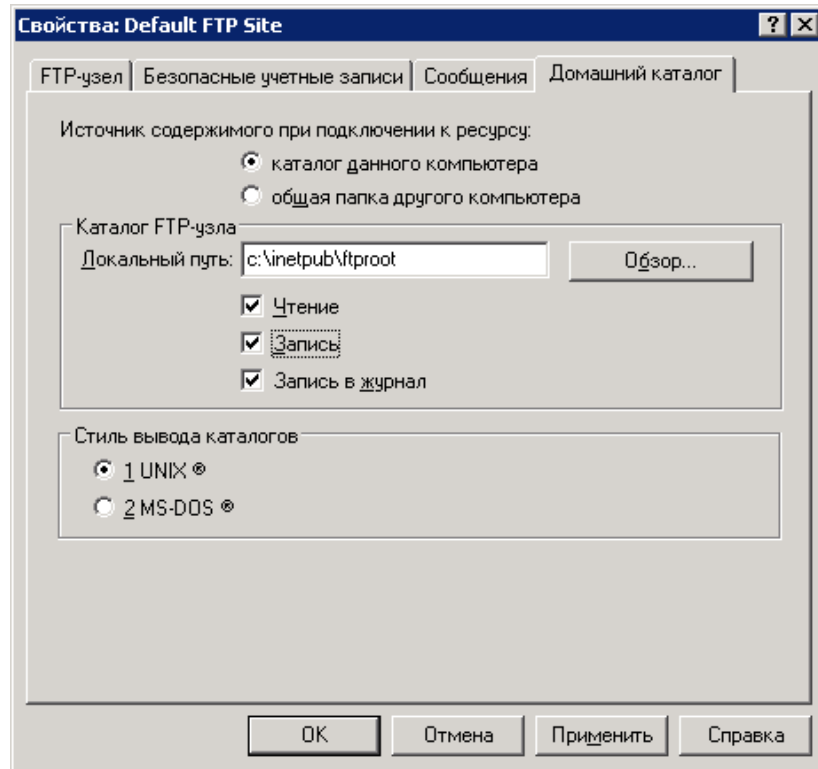 Свойства: Default FTP Site
FTP-узел Безопасные учетные записи Сообщения Домашний каталог
Источник содержимого при подключении к ресурсу:
каталог данного компьютера
общая папка другого компьютера
Каталог FTP-узла
Локальный путь: c:\inetpub\ftproot Обзор...
Чтение
Запись
Запись в журнал
Стиль вывода каталогов
1 UNIX ®
2 MS-DOS ®
OK Отмена Применить Справка